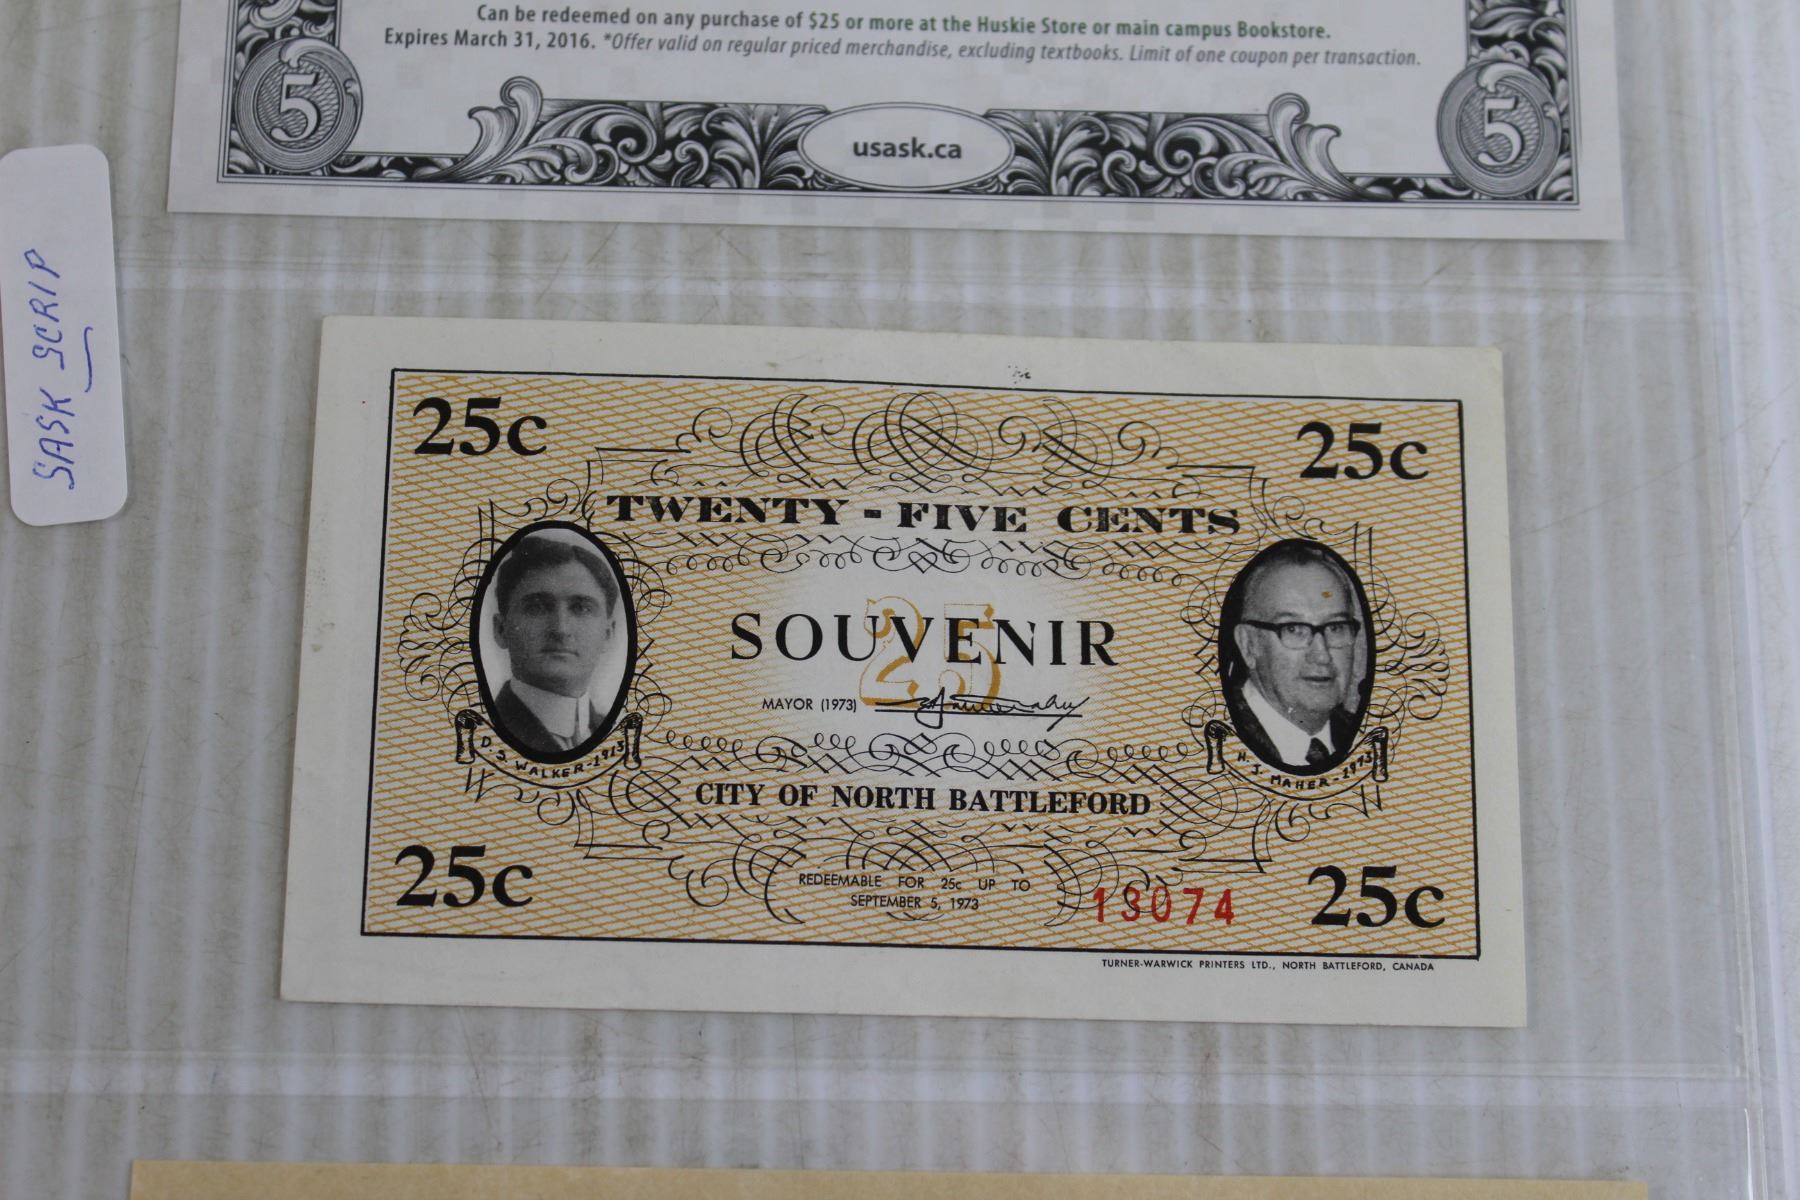 Can be redeemed on any purchase of $25 or more at the Huskie Store or main campus Bookstore.
Expires March 31, 2016. *Offer valid on regular priced merchandise, excluding textbooks. Limit of one coupon per transaction.
5
5
usask.ca
SASK SCRIP
25c
25c
TWENTY - FIVE CENTS
25
SOUVENIR
MAYOR (1973)
D. S. WALKER - 1913
H. J. MAHER - 1973
CITY OF NORTH BATTLEFORD
25c
REDEEMABLE FOR 25c UP TO
SEPTEMBER 5, 1973
13074
25c
TURNER-WARWICK PRINTERS LTD., NORTH BATTLEFORD, CANADA